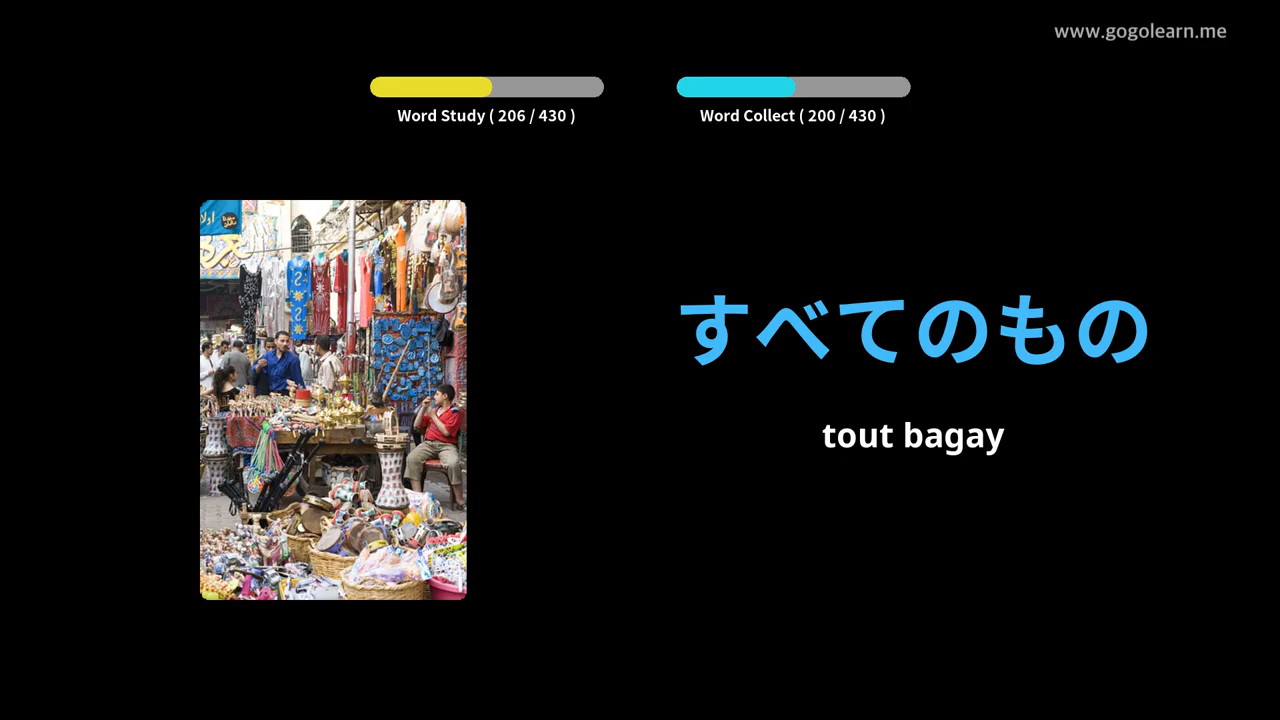 www.gogolearn.me
Word Study ( 206 / 430 )
Word Collect ( 200 / 430 )
すべてのもの
tout bagay